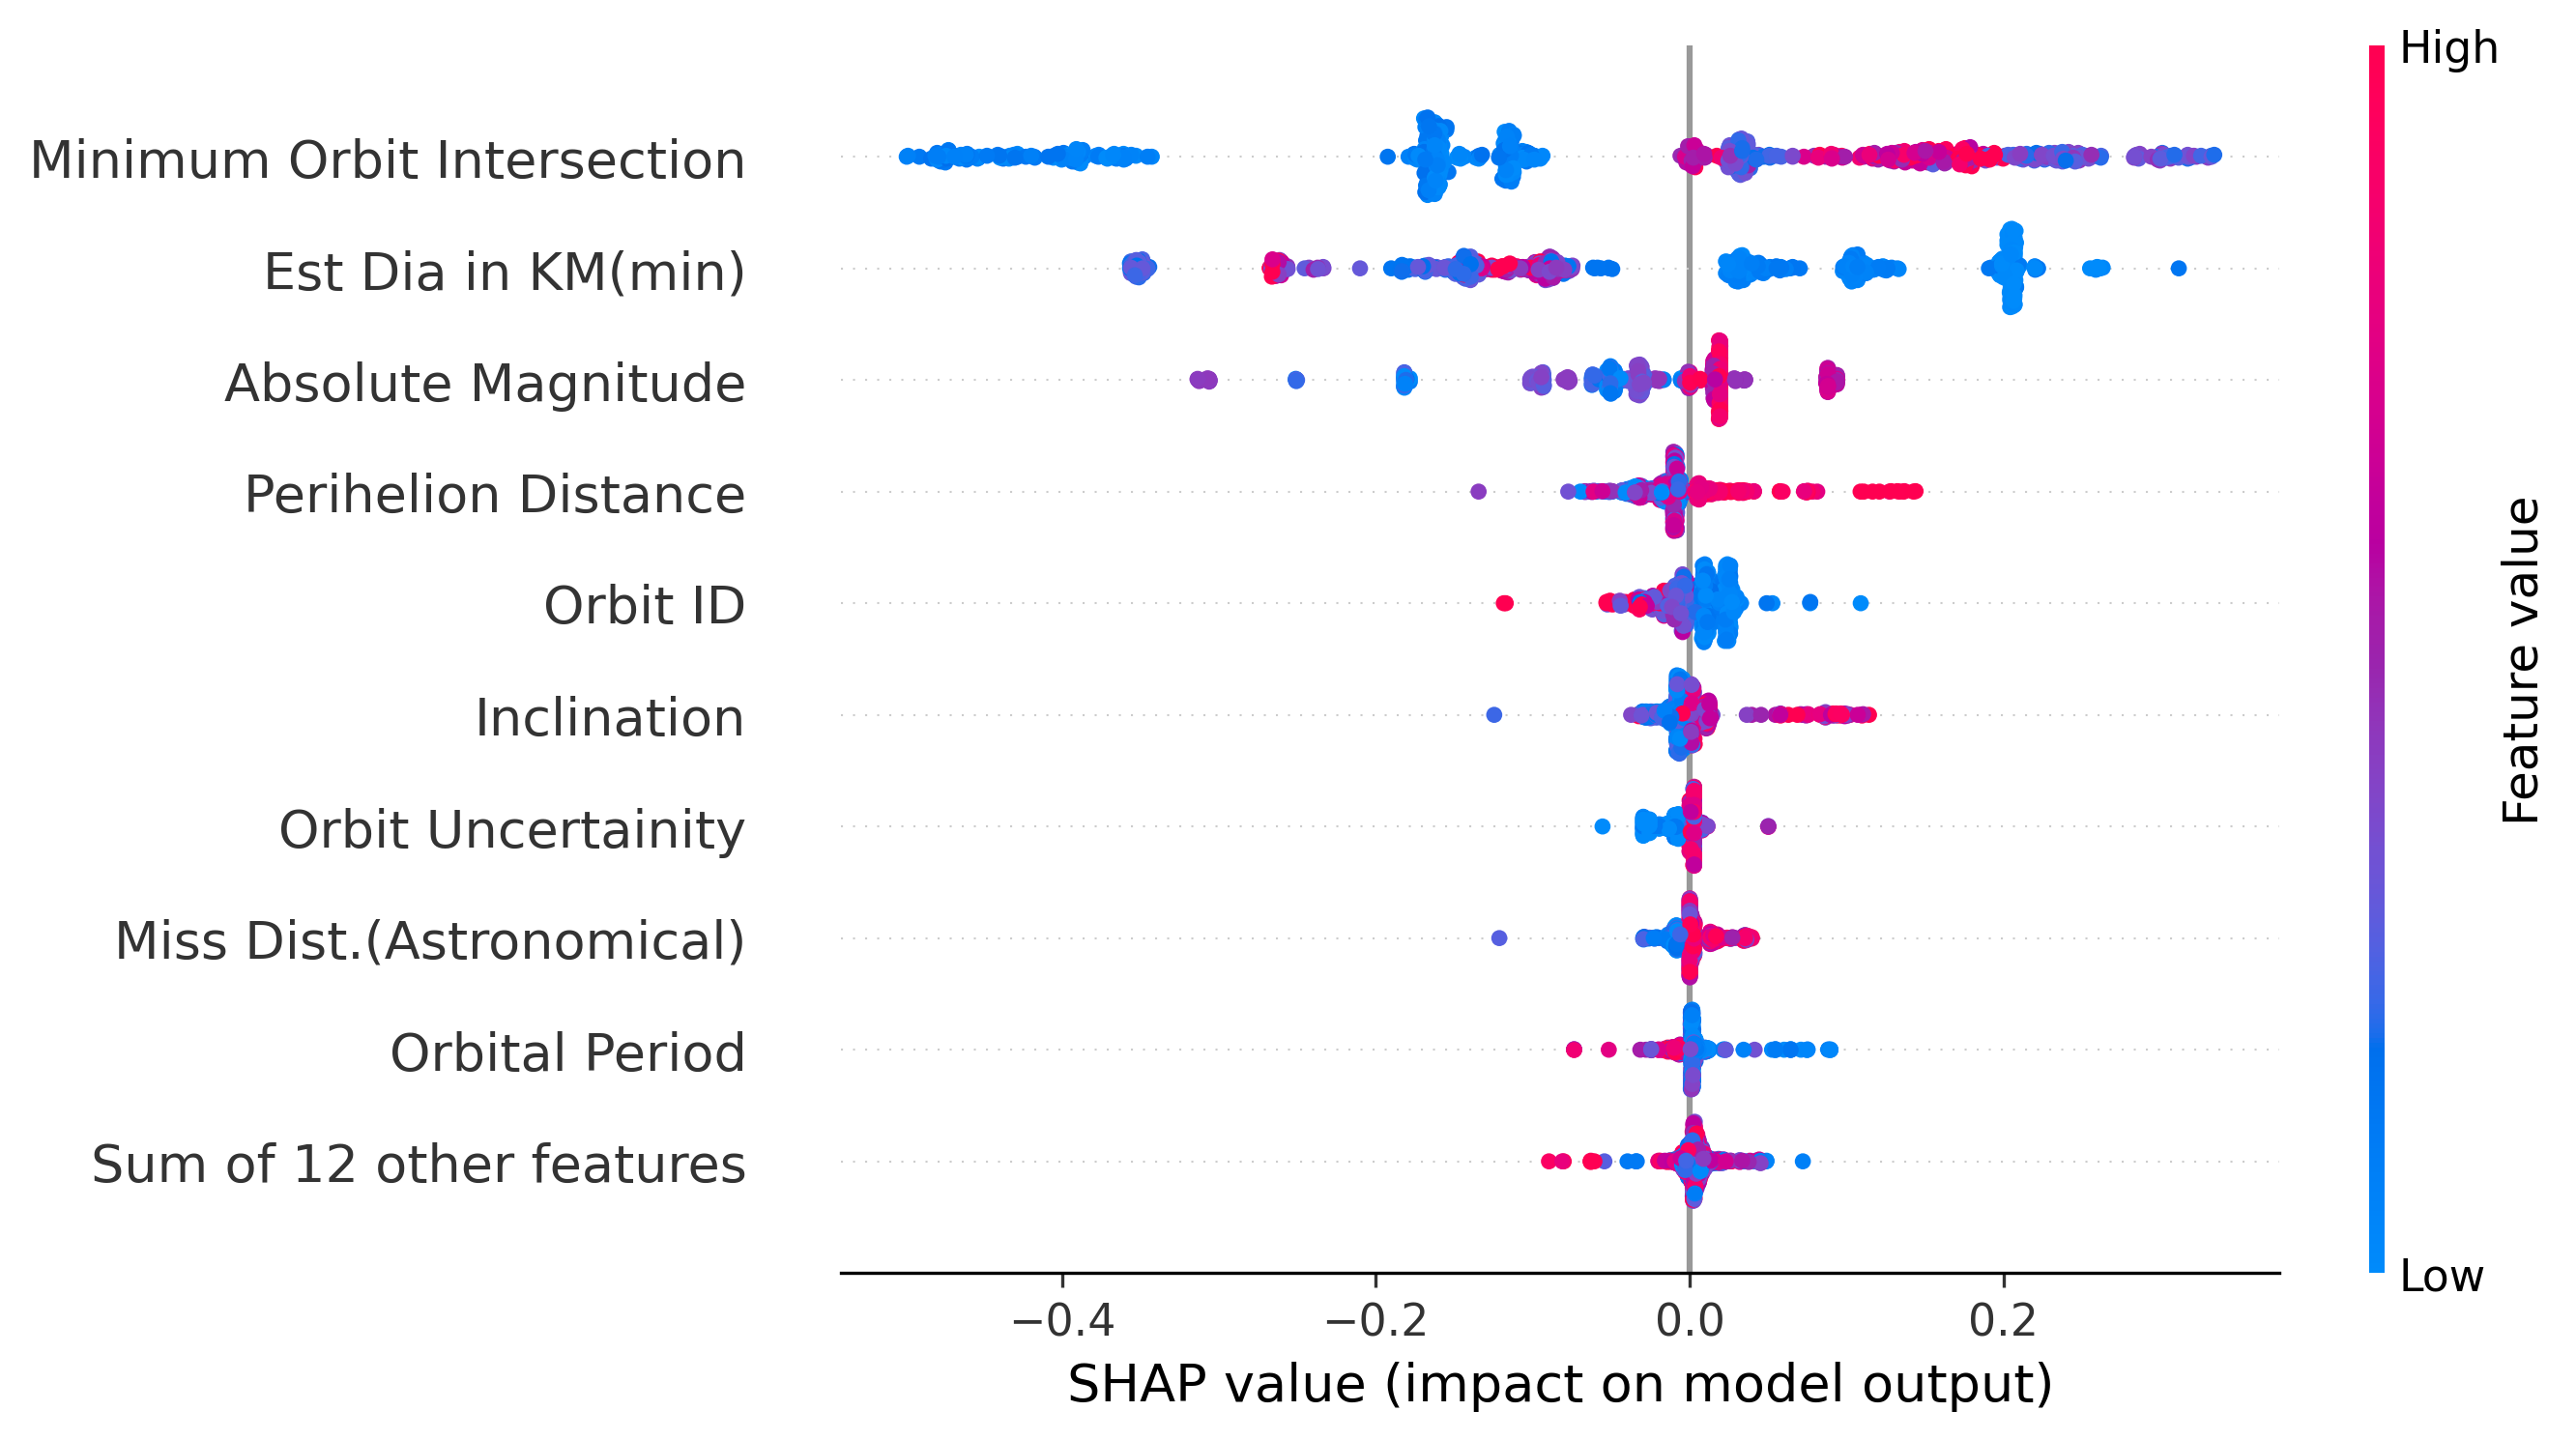 High
Minimum Orbit Intersection
Est Dia in KM(min)
Absolute Magnitude
Perihelion Distance
Orbit ID
Inclination
Orbit Uncertainity
Miss Dist.(Astronomical)
Orbital Period
Sum of 12 other features
Feature value
Low
−0.4 −0.2 0.0 0.2
SHAP value (impact on model output)